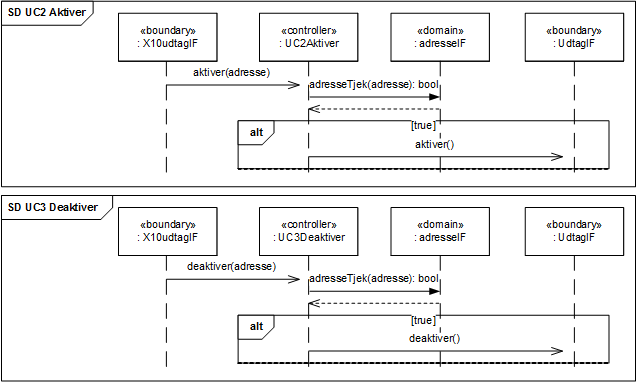 SD UC2 Aktiver
«boundary»
: X10udtagIF
«controller»
: UC2Aktiver
«domain»
: adresseIF
«boundary»
: UdtagIF
aktiver(adresse)
adresseTjek(adresse): bool
alt
[true]
aktiver()
SD UC3 Deaktiver
«boundary»
: X10udtagIF
«controller»
: UC3Deaktiver
«domain»
: adresseIF
«boundary»
: UdtagIF
deaktiver(adresse)
adresseTjek(adresse): bool
alt
[true]
deaktiver()